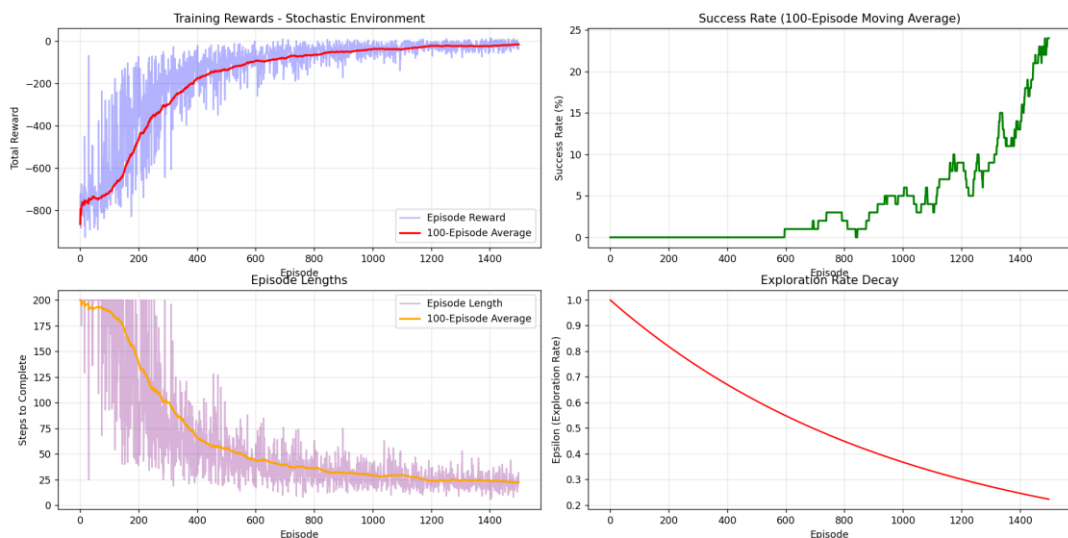 Training Rewards - Stochastic Environment
0
−200
−400
−600
−800
Total Reward
Episode Reward
100-Episode Average
0 200 400 600 800 1000 1200 1400
Episode
Success Rate (100-Episode Moving Average)
25
20
15
10
5
0
Success Rate (%)
0 200 400 600 800 1000 1200 1400
Episode
Episode Lengths
200
175
150
125
100
75
50
25
0
Steps to Complete
Episode Length
100-Episode Average
0 200 400 600 800 1000 1200 1400
Episode
Exploration Rate Decay
1.0
0.9
0.8
0.7
0.6
0.5
0.4
0.3
0.2
Epsilon (Exploration Rate)
0 200 400 600 800 1000 1200 1400
Episode